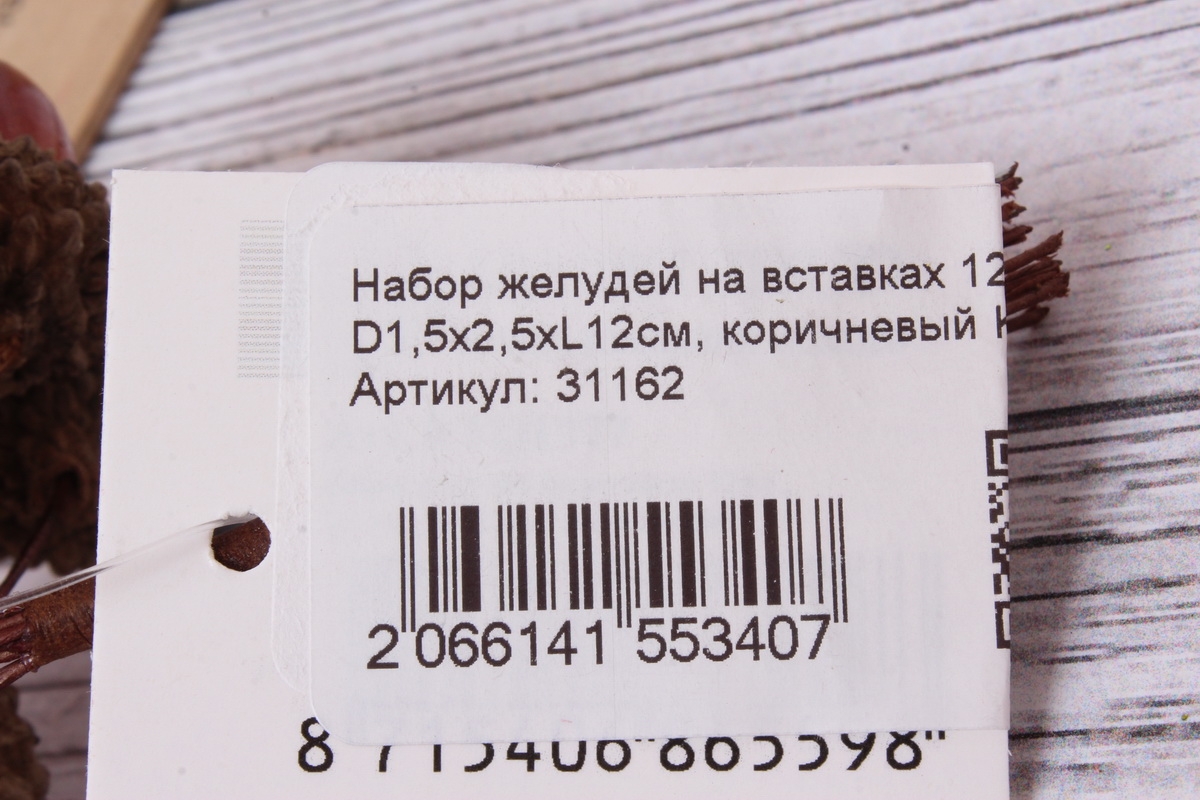 Набор желудей на вставках 12
D1,5x2,5xL12см, коричневый
Артикул: 31162
2 066141 553407